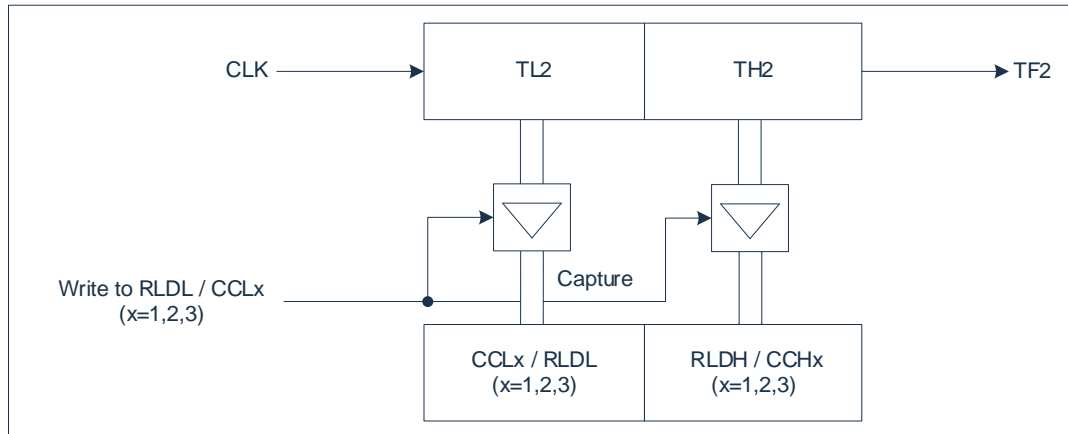 CLK
TL2
TH2
TF2
Capture
Write to RLDL / CCLx
(x=1,2,3)
CCLx / RLDL
(x=1,2,3)
RLDH / CCHx
(x=1,2,3)